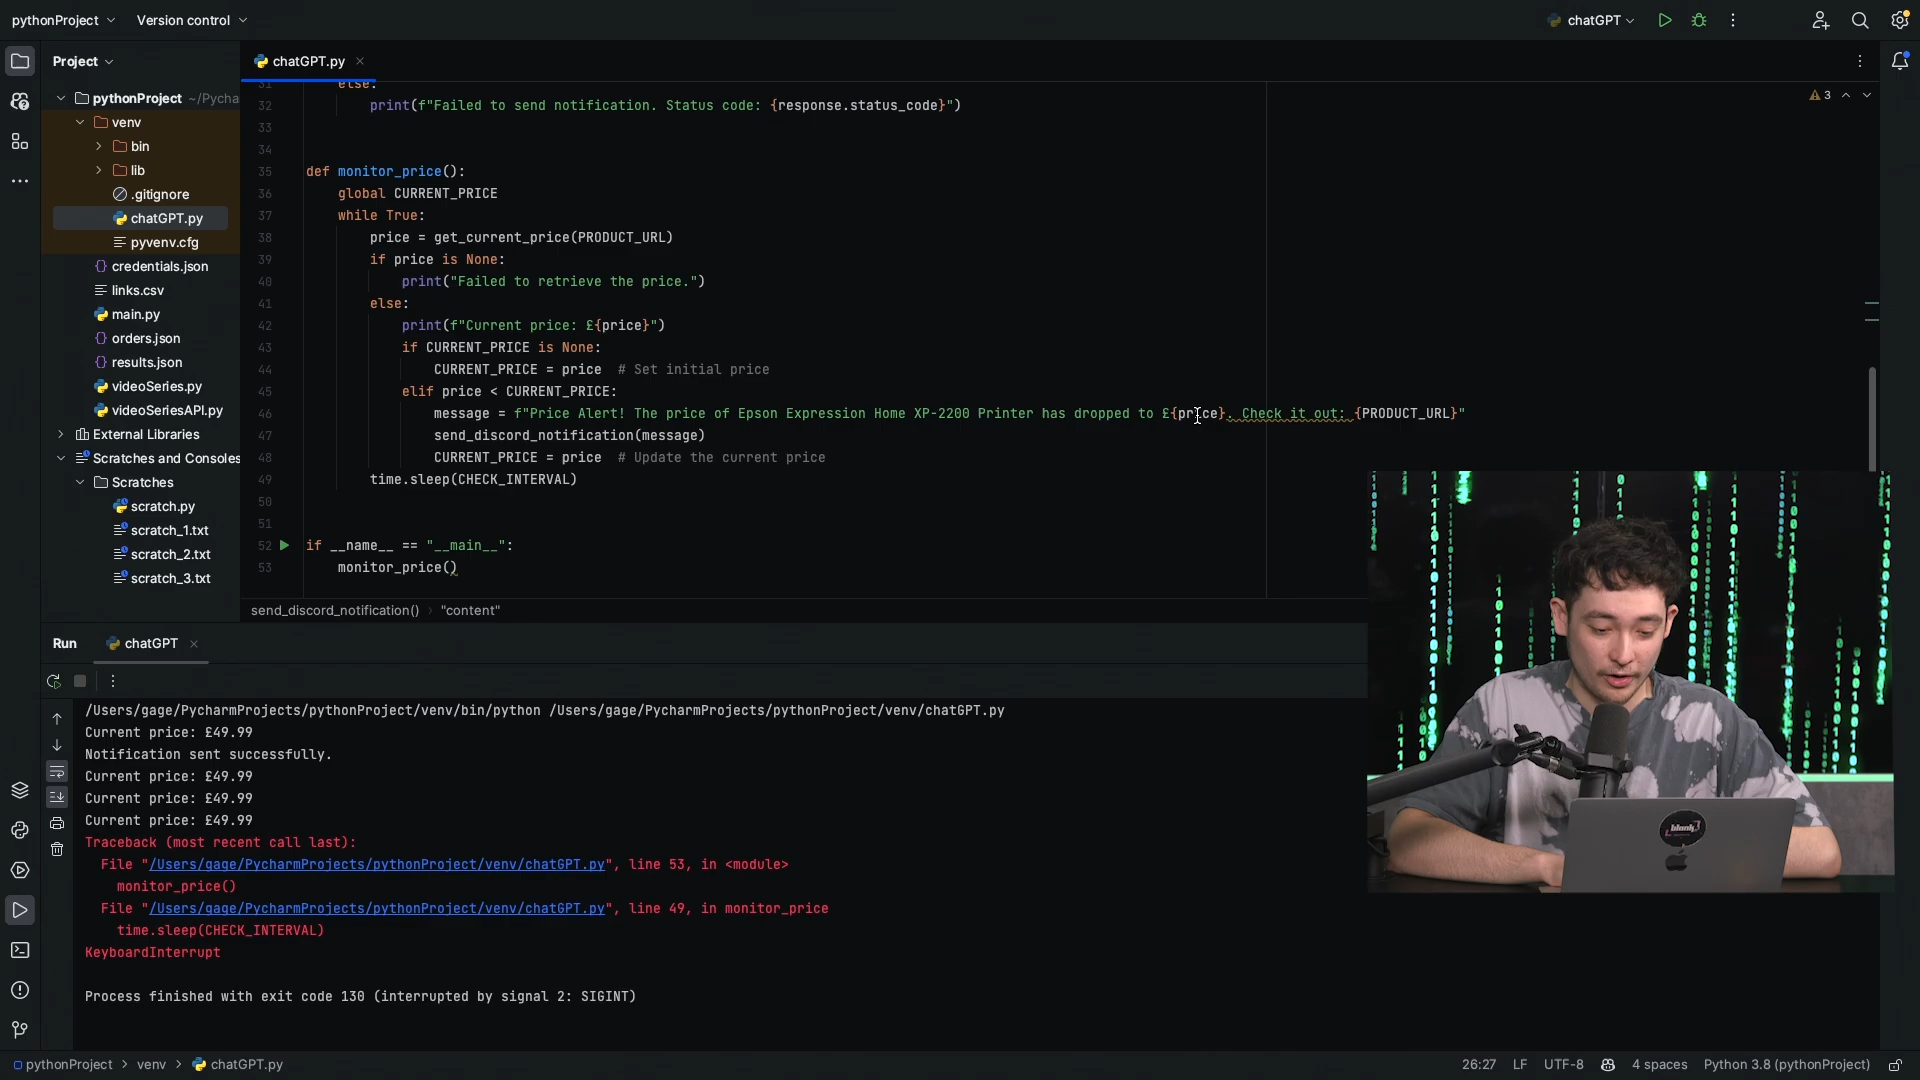 pythonProject
Version control
chatGPT
Project
chatGPT.py
pythonProject ~/Pycha
venv
bin
lib
.gitignore
chatGPT.py
pyvenv.cfg
credentials.json
links.csv
main.py
orders.json
results.json
videoSeries.py
videoSeriesAPI.py
External Libraries
Scratches and Consoles
Scratches
scratch.py
scratch_1.txt
scratch_2.txt
scratch_3.txt
3
31 else:
32 print(f"Failed to send notification. Status code: {response.status_code}")
33
34
35 def monitor_price():
36 global CURRENT_PRICE
37 while True:
38 price = get_current_price(PRODUCT_URL)
39 if price is None:
40 print("Failed to retrieve the price.")
41 else:
42 print(f"Current price: £{price}")
43 if CURRENT_PRICE is None:
44 CURRENT_PRICE = price # Set initial price
45 elif price < CURRENT_PRICE:
46 message = f"Price Alert! The price of Epson Expression Home XP-2200 Printer has dropped to £{price}. Check it out: {PRODUCT_URL}"
47 send_discord_notification(message)
48 CURRENT_PRICE = price # Update the current price
49 time.sleep(CHECK_INTERVAL)
50
51
52 if __name__ == "__main__":
53 monitor_price()
send_discord_notification() › "content"
Run
chatGPT
/Users/gage/PycharmProjects/pythonProject/venv/bin/python /Users/gage/PycharmProjects/pythonProject/venv/chatGPT.py
Current price: £49.99
Notification sent successfully.
Current price: £49.99
Current price: £49.99
Current price: £49.99
Traceback (most recent call last):
File "/Users/gage/PycharmProjects/pythonProject/venv/chatGPT.py", line 53, in <module>
monitor_price()
File "/Users/gage/PycharmProjects/pythonProject/venv/chatGPT.py", line 49, in monitor_price
time.sleep(CHECK_INTERVAL)
KeyboardInterrupt
Process finished with exit code 130 (interrupted by signal 2: SIGINT)
pythonProject › venv › chatGPT.py
26:27 LF UTF-8 4 spaces Python 3.8 (pythonProject)